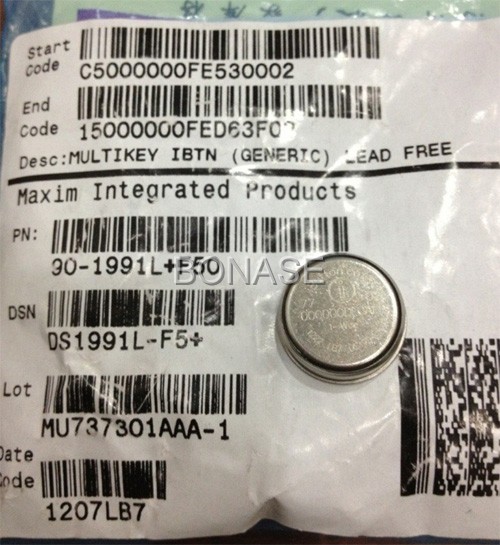 Start
Code
C5000000FE530002
End
Code
15000000FED63F0
Desc:MULTIKEY IBTN (GENERIC) LEAD FREE
Maxim Integrated Products
PN:
90-1991L+F50
BONASE
DSN
DS1991L-F5+
Lot
MU737301AAA-1
Date
Code
1207LB7